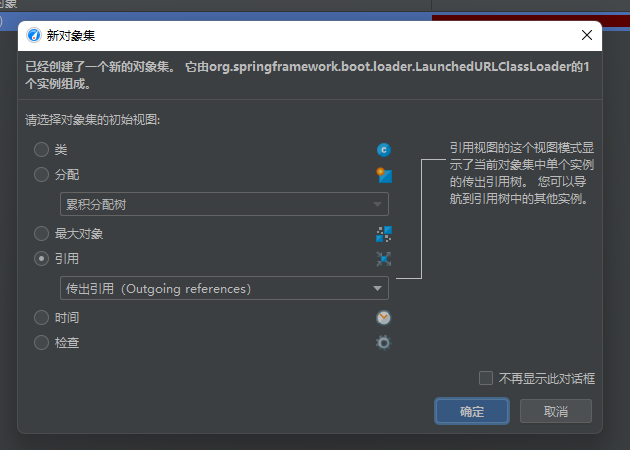 对象
新对象集
已经创建了一个新的对象集。 它由org.springframework.boot.loader.LaunchedURLClassLoader的1
个实例组成。
请选择对象集的初始视图:
类
分配
累积分配树
最大对象
引用
传出引用（Outgoing references）
时间
检查
引用视图的这个视图模式显
示了当前对象集中单个实例
的传出引用树。 您可以导
航到引用树中的其他实例。
不再显示此对话框
确定
取消